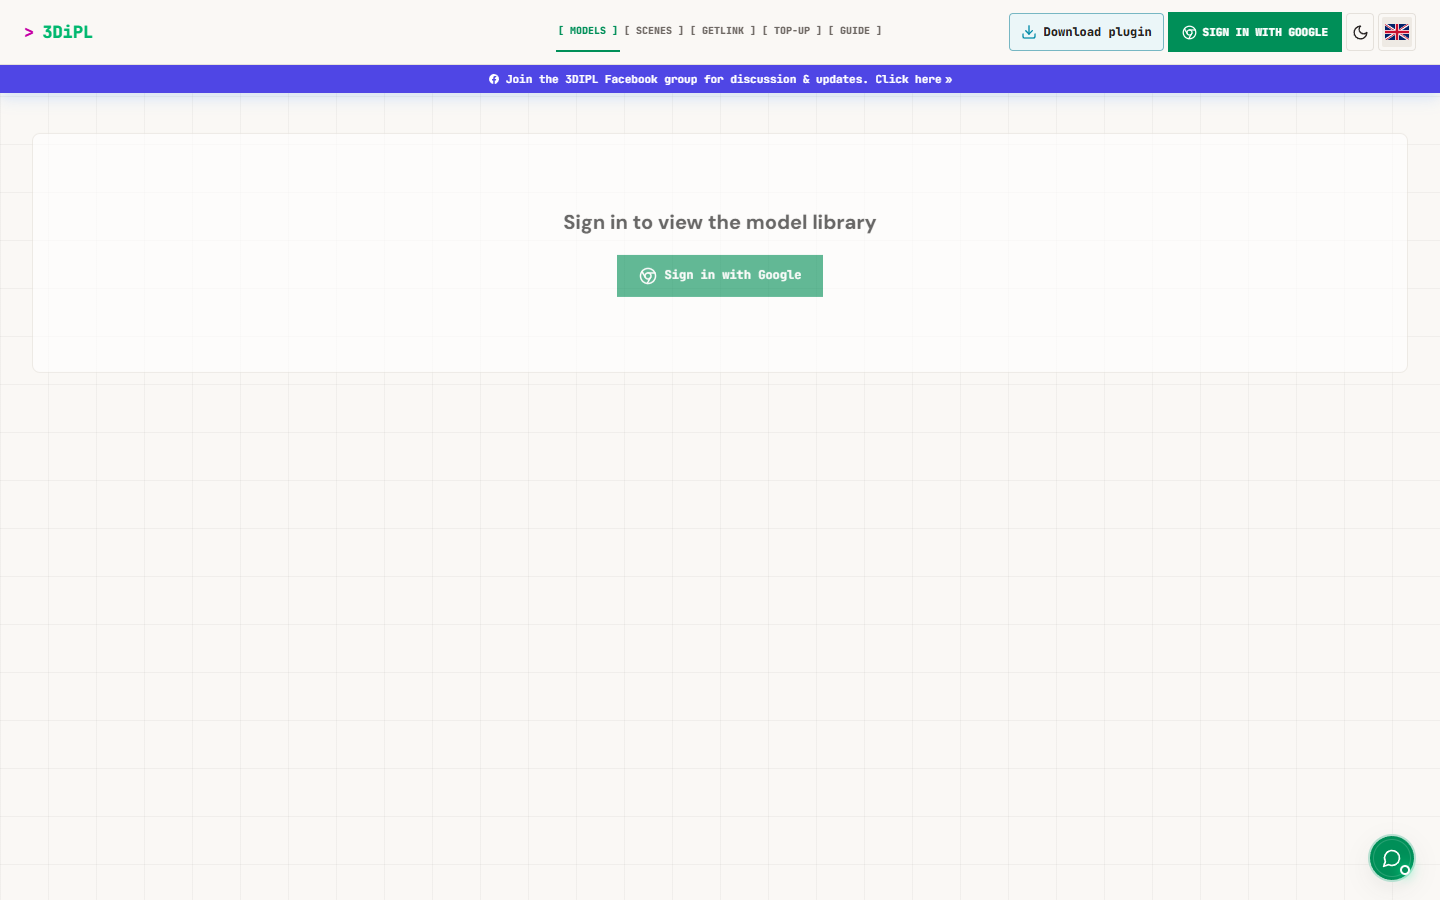 > 3DiPL
[ MODELS ] [ SCENES ] [ GETLINK ] [ TOP-UP ] [ GUIDE ]
Download plugin
SIGN IN WITH GOOGLE
Join the 3DIPL Facebook group for discussion & updates. Click here »
Sign in to view the model library
Sign in with Google